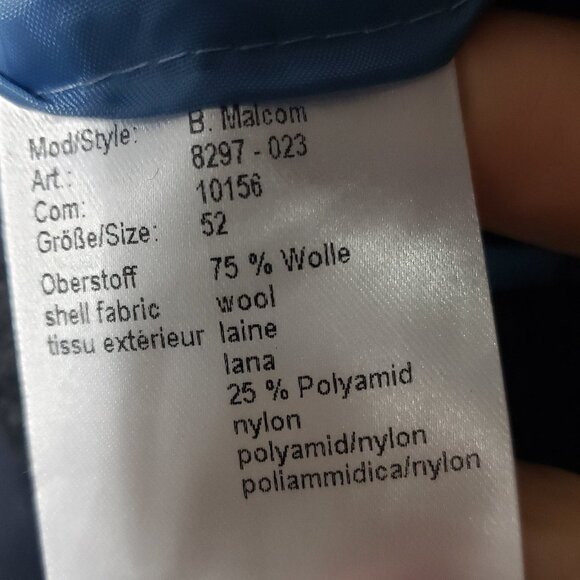 Mod/Style: B. Malcom
Art.: 8297 - 023
Com: 10156
Größe/Size: 52
Oberstoff 75 % Wolle
shell fabric wool
tissu extérieur laine
lana
25 % Polyamid
nylon
polyamid/nylon
poliammidica/nylon